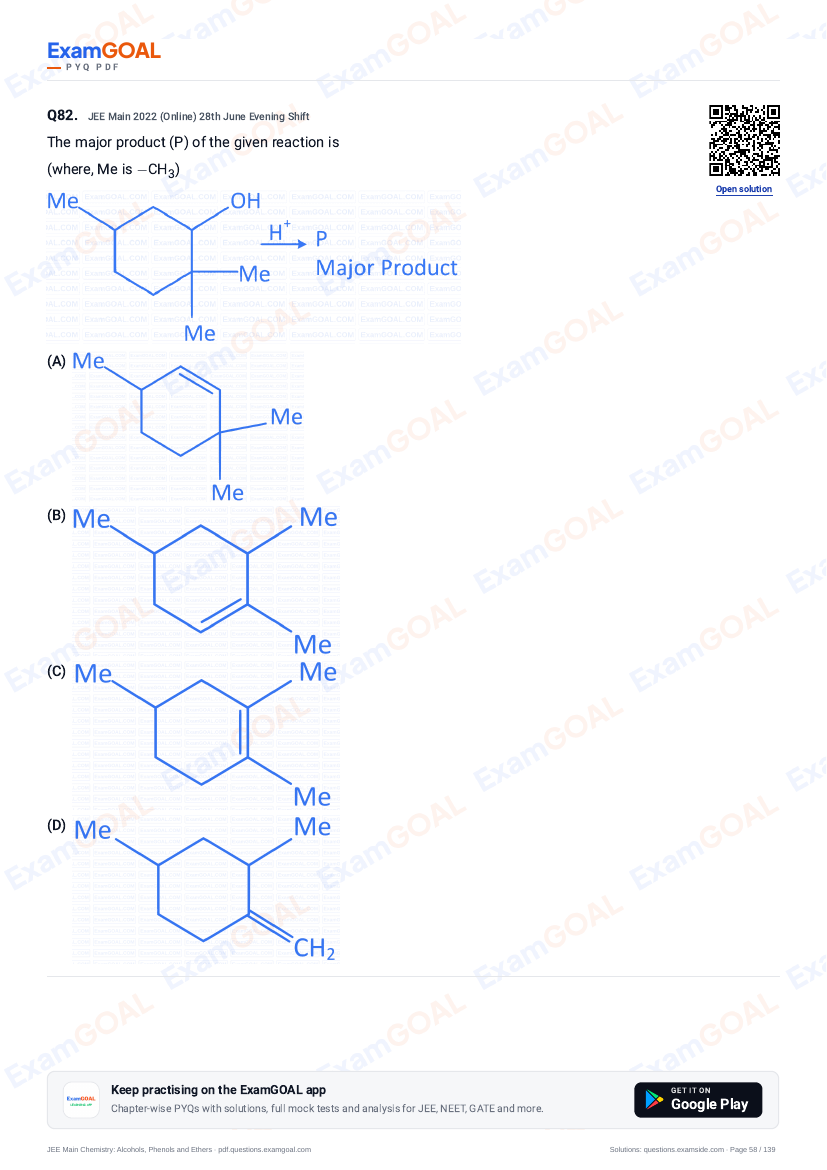 ExamGOAL
PYQ PDF
Q82. JEE Main 2022 (Online) 28th June Evening Shift
The major product (P) of the given reaction is
(where, Me is −CH₃)
Open solution
Me OH
H⁺
P
Me
Major Product
Me
(A) Me
Me
Me
(B) Me Me
Me
(C) Me Me
Me
(D) Me Me
CH₂
Keep practising on the ExamGOAL app
Chapter-wise PYQs with solutions, full mock tests and analysis for JEE, NEET, GATE and more.
GET IT ON
Google Play
JEE Main Chemistry: Alcohols, Phenols and Ethers · pdf.questions.examgoal.com
Solutions: questions.examside.com · Page 58 / 139